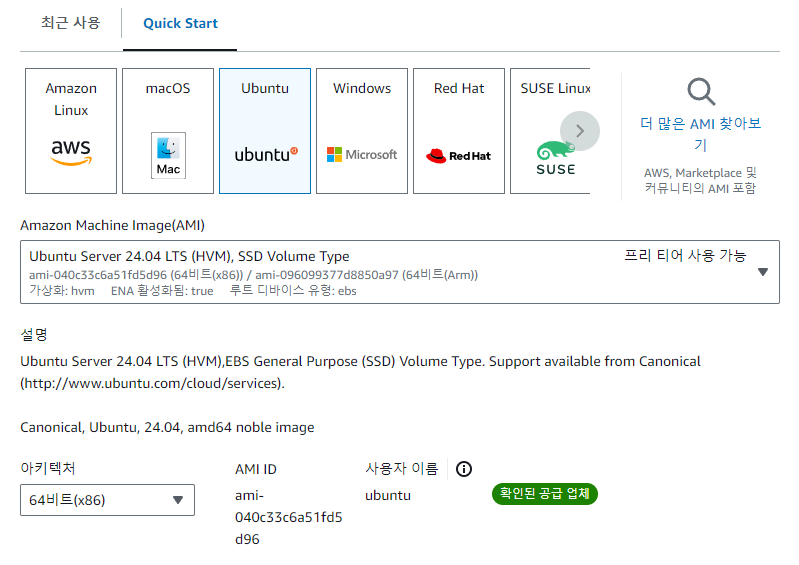 최근 사용
Quick Start
Amazon
Linux
aws
macOS
Mac
Ubuntu
ubuntu
Windows
Microsoft
Red Hat
Red Hat
SUSE Linux
SUSE
더 많은 AMI 찾아보
기
AWS, Marketplace 및
커뮤니티의 AMI 포함
Amazon Machine Image(AMI)
Ubuntu Server 24.04 LTS (HVM), SSD Volume Type
프리 티어 사용 가능
ami-040c33c6a51fd5d96 (64비트(x86)) / ami-096099377d8850a97 (64비트(Arm))
가상화: hvm ENA 활성화됨: true 루트 디바이스 유형: ebs
설명
Ubuntu Server 24.04 LTS (HVM),EBS General Purpose (SSD) Volume Type. Support available from Canonical
(http://www.ubuntu.com/cloud/services).
Canonical, Ubuntu, 24.04, amd64 noble image
아키텍처
64비트(x86)
AMI ID
ami-
040c33c6a51fd5
d96
사용자 이름
ubuntu
확인된 공급 업체